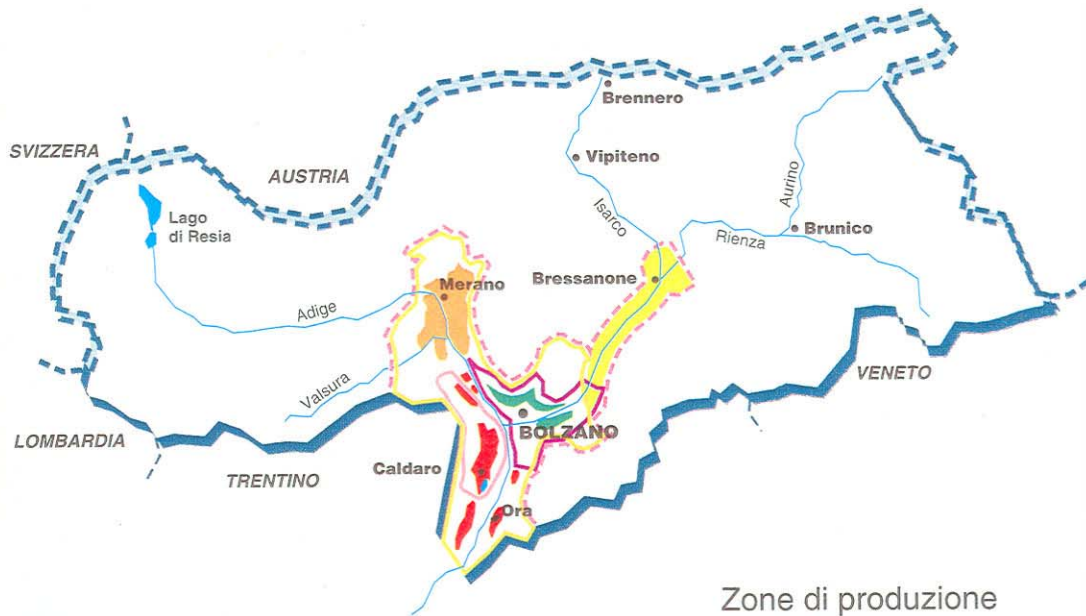 Brennero
SVIZZERA
Vipiteno
AUSTRIA
Aurino
Lago
di Resia
Isarco
Brunico
Rienza
Bressanone
Merano
Adige
VENETO
Valsura
BOLZANO
LOMBARDIA
Caldaro
TRENTINO
Ora
Zone di produzione